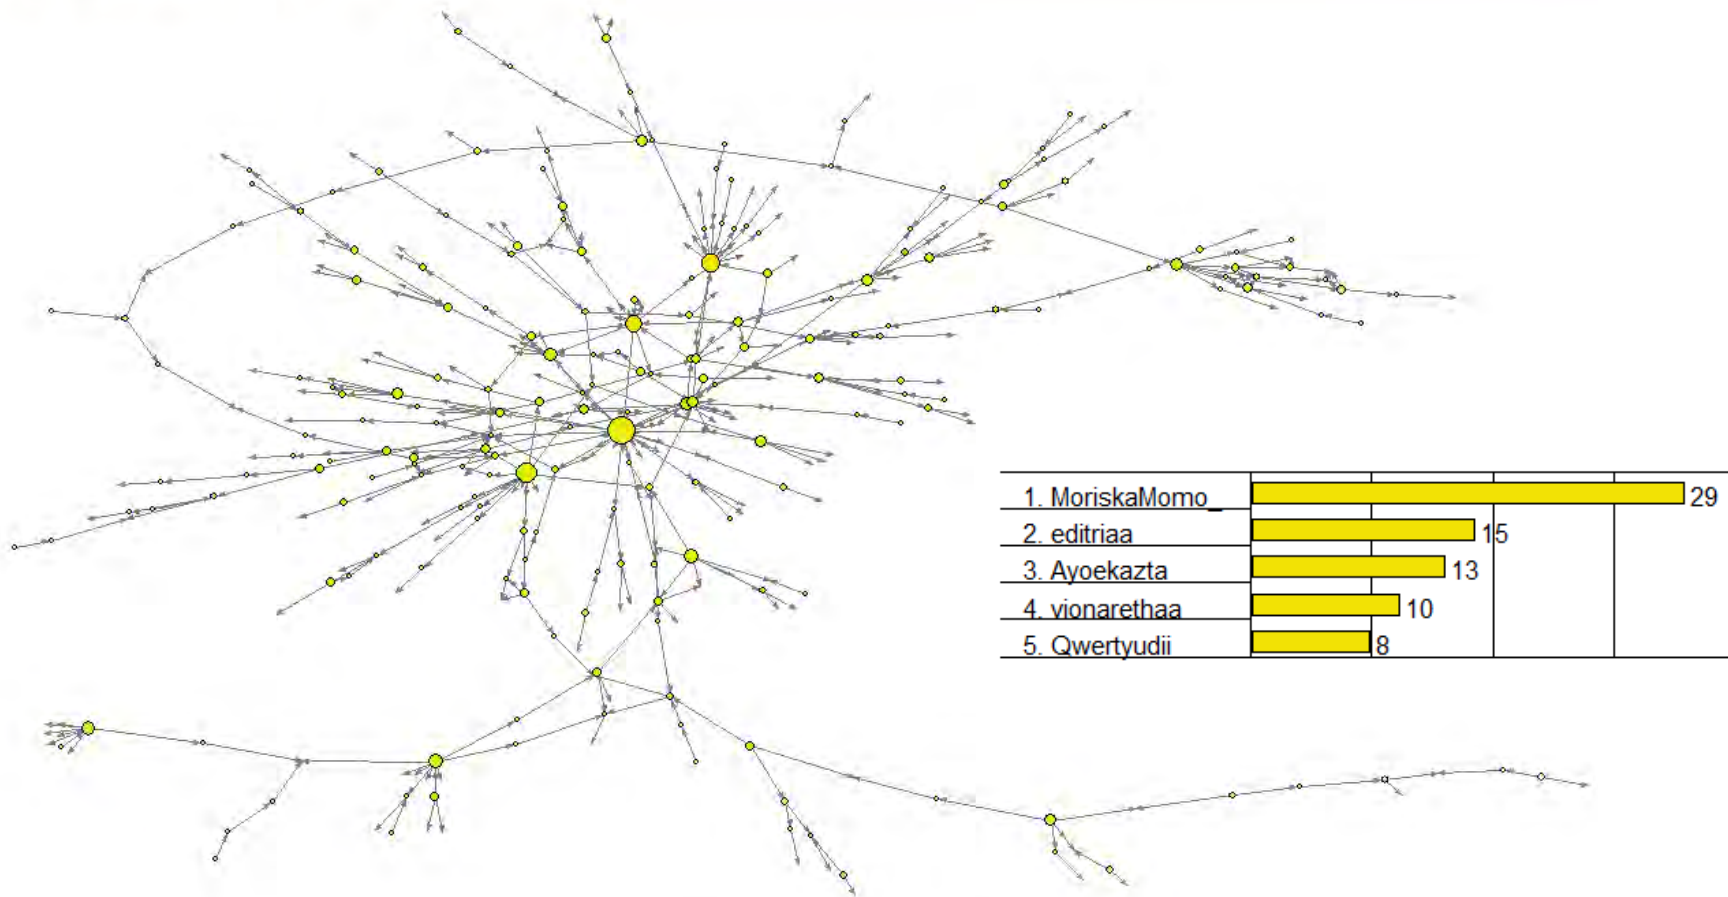 1. MoriskaMomo_ 29
2. editriaa 15
3. Ayoekazta 13
4. vionarethaa 10
5. Qwertyudii 8